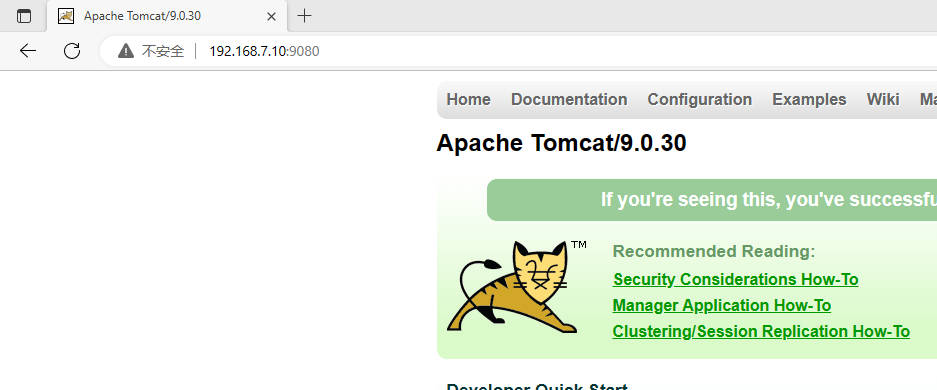 Apache Tomcat/9.0.30
不安全 192.168.7.10:9080
Home Documentation Configuration Examples Wiki
Apache Tomcat/9.0.30
If you're seeing this, you've
TM
Recommended Reading:
Security Considerations How-To
Manager Application How-To
Clustering/Session Replication How-To
Developer Quick Start